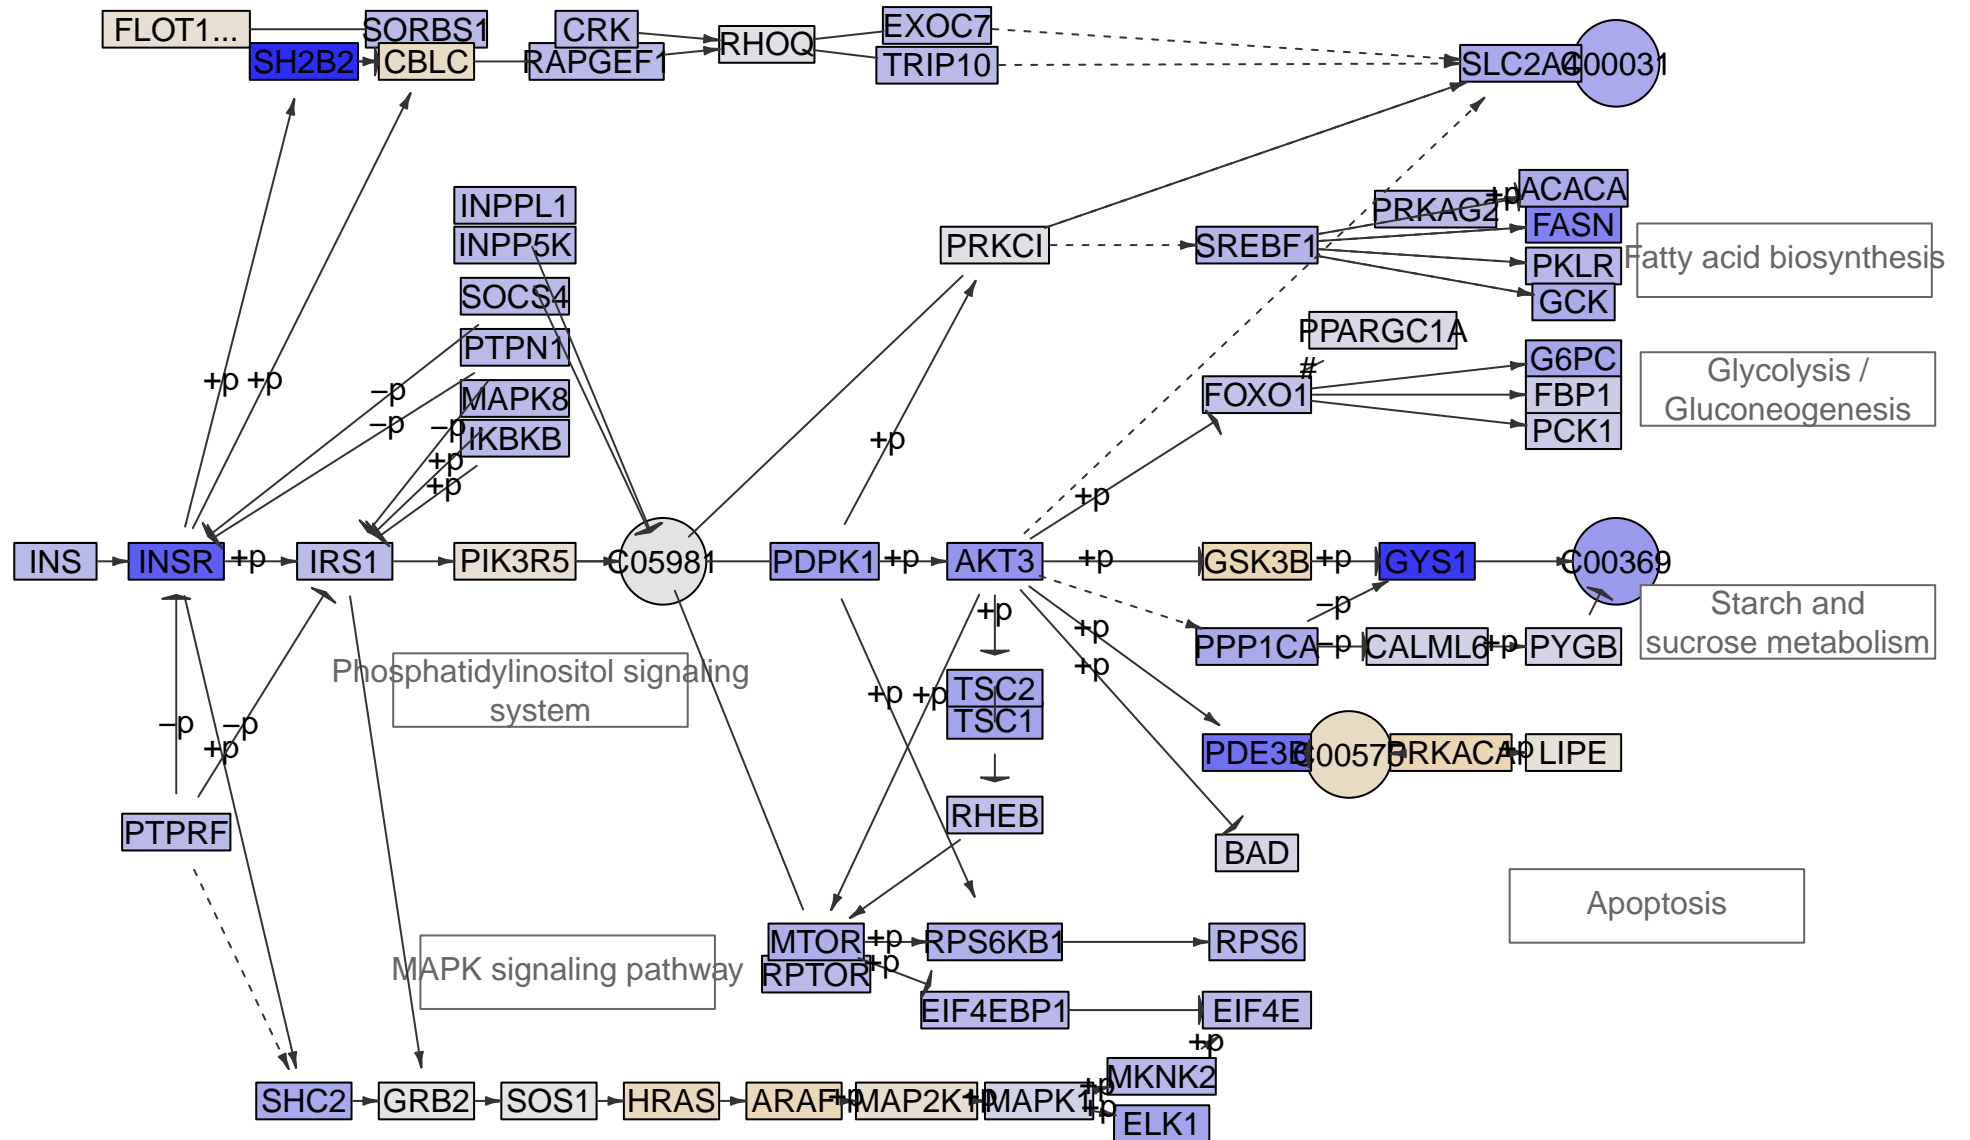 FLOT1...
SORBS1
CRK
EXOC7
RHOQ
SH2B2
CBLC
RAPGEF1
TRIP10
SLC2A4
C00031
INPPL1
INPP5K
SOCS4
PTPN1
MAPK8
IKBKB
PRKCI
SREBF1
PRKAG2
+p
ACACA
FASN
PKLR
GCK
Fatty acid biosynthesis
PPARGC1A
#
FOXO1
G6PC
FBP1
PCK1
Glycolysis /
Gluconeogenesis
+p
+p
−p
−p
−p
+p
+p
+p
+p
INS
INSR
+p
IRS1
PIK3R5
C05981
PDPK1
+p
AKT3
+p
GSK3B
+p
GYS1
C00369
−p
+p
PPP1CA
−p
CALML6
+p
PYGB
Starch and
sucrose metabolism
Phosphatidylinositol signaling
system
+p
+p
+p
+p
TSC2
TSC1
−p
+p
−p
PDE3B
C00575
PRKACA
+p
LIPE
PTPRF
RHEB
BAD
Apoptosis
MAPK signaling pathway
MTOR
RPTOR
+p
+p
RPS6KB1
RPS6
EIF4EBP1
EIF4E
+p
SHC2
GRB2
SOS1
HRAS
ARAF
+p
MAP2K1
+p
MAPK1
+p
+p
MKNK2
ELK1